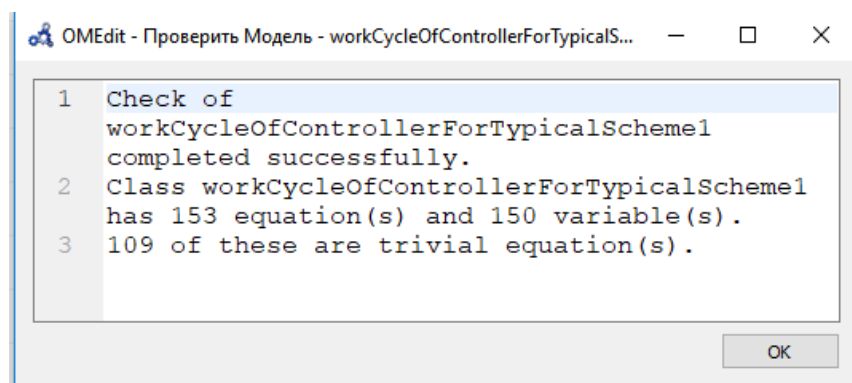 OMEdit - Проверить Модель - workCycleOfControllerForTypicalS...
1 Check of
workCycleOfControllerForTypicalScheme1
completed successfully.
2 Class workCycleOfControllerForTypicalScheme1
has 153 equation(s) and 150 variable(s).
3 109 of these are trivial equation(s).
OK